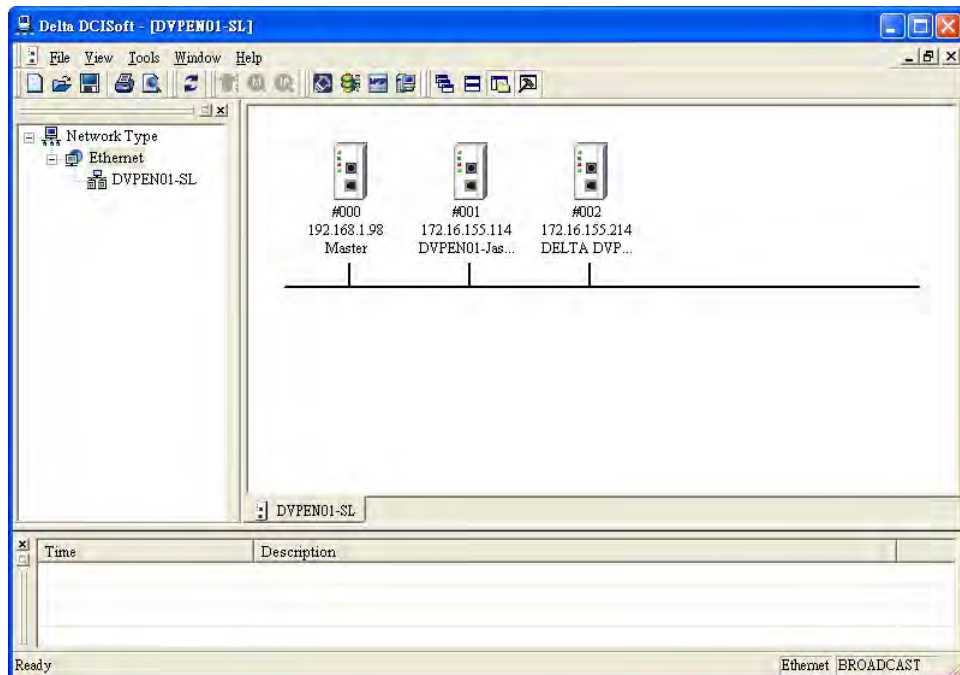 Delta DCISoft - [DVPEN01-SL]
File View Tools Window Help
Network Type
Ethernet
DVPEN01-SL
#000
192.168.1.98
Master
#001
172.16.155.114
DVPEN01-Jas...
#002
172.16.155.214
DELTA DVP...
DVPEN01-SL
Time Description
Ready Ethernet BROADCAST